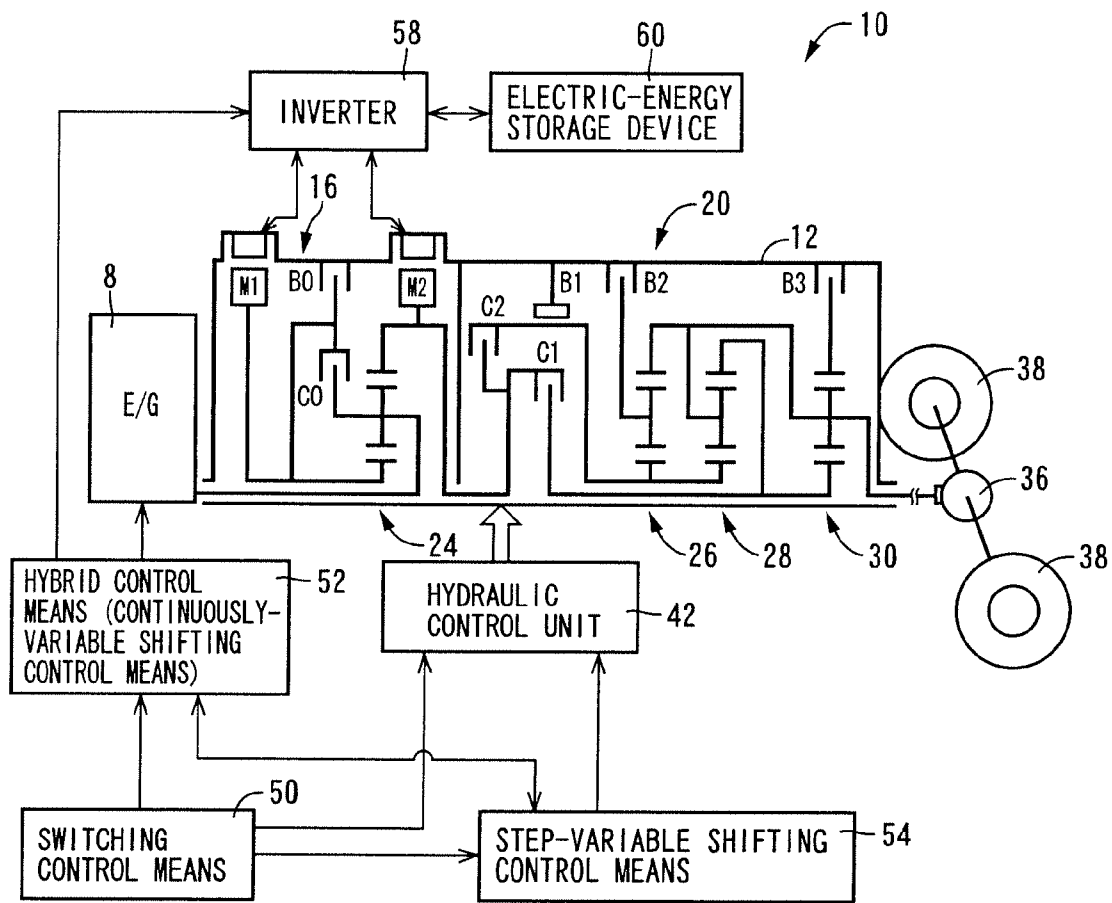 10
58
60
INVERTER
ELECTRIC-ENERGY
STORAGE DEVICE
16
20
12
8
M1
B0
M2
C2
B1
B2
B3
C1
C0
E/G
38
36
24
26
28
30
38
HYBRID CONTROL
MEANS (CONTINUOUSLY-
VARIABLE SHIFTING
CONTROL MEANS)
52
HYDRAULIC
CONTROL UNIT
42
50
SWITCHING
CONTROL MEANS
STEP-VARIABLE SHIFTING
CONTROL MEANS
54